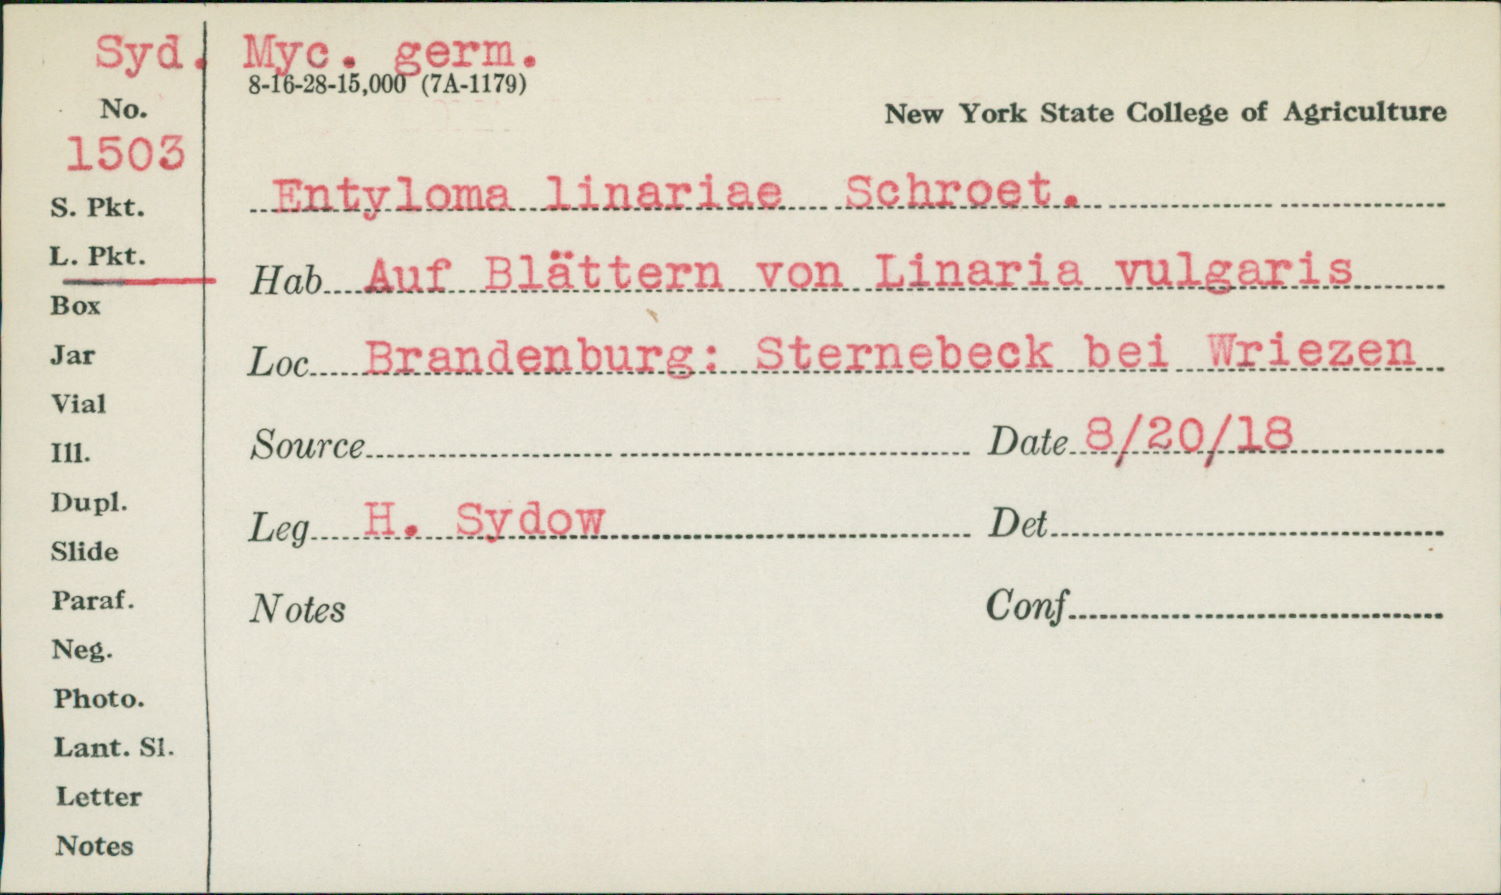 Syd. Myc. germ.
8-16-28-15,000 (7A-1179)
New York State College of Agriculture
No.
1503
S. Pkt.
L. Pkt.
Box
Jar
Vial
Ill.
Dupl.
Slide
Paraf.
Neg.
Photo.
Lant. Sl.
Letter
Notes
Entyloma linariae Schroet.
Hab Auf Blättern von Linaria vulgaris
Loc Brandenburg: Sternebeck bei Wriezen
Source Date 8/20/18
Leg H. Sydow Det
Notes Conf